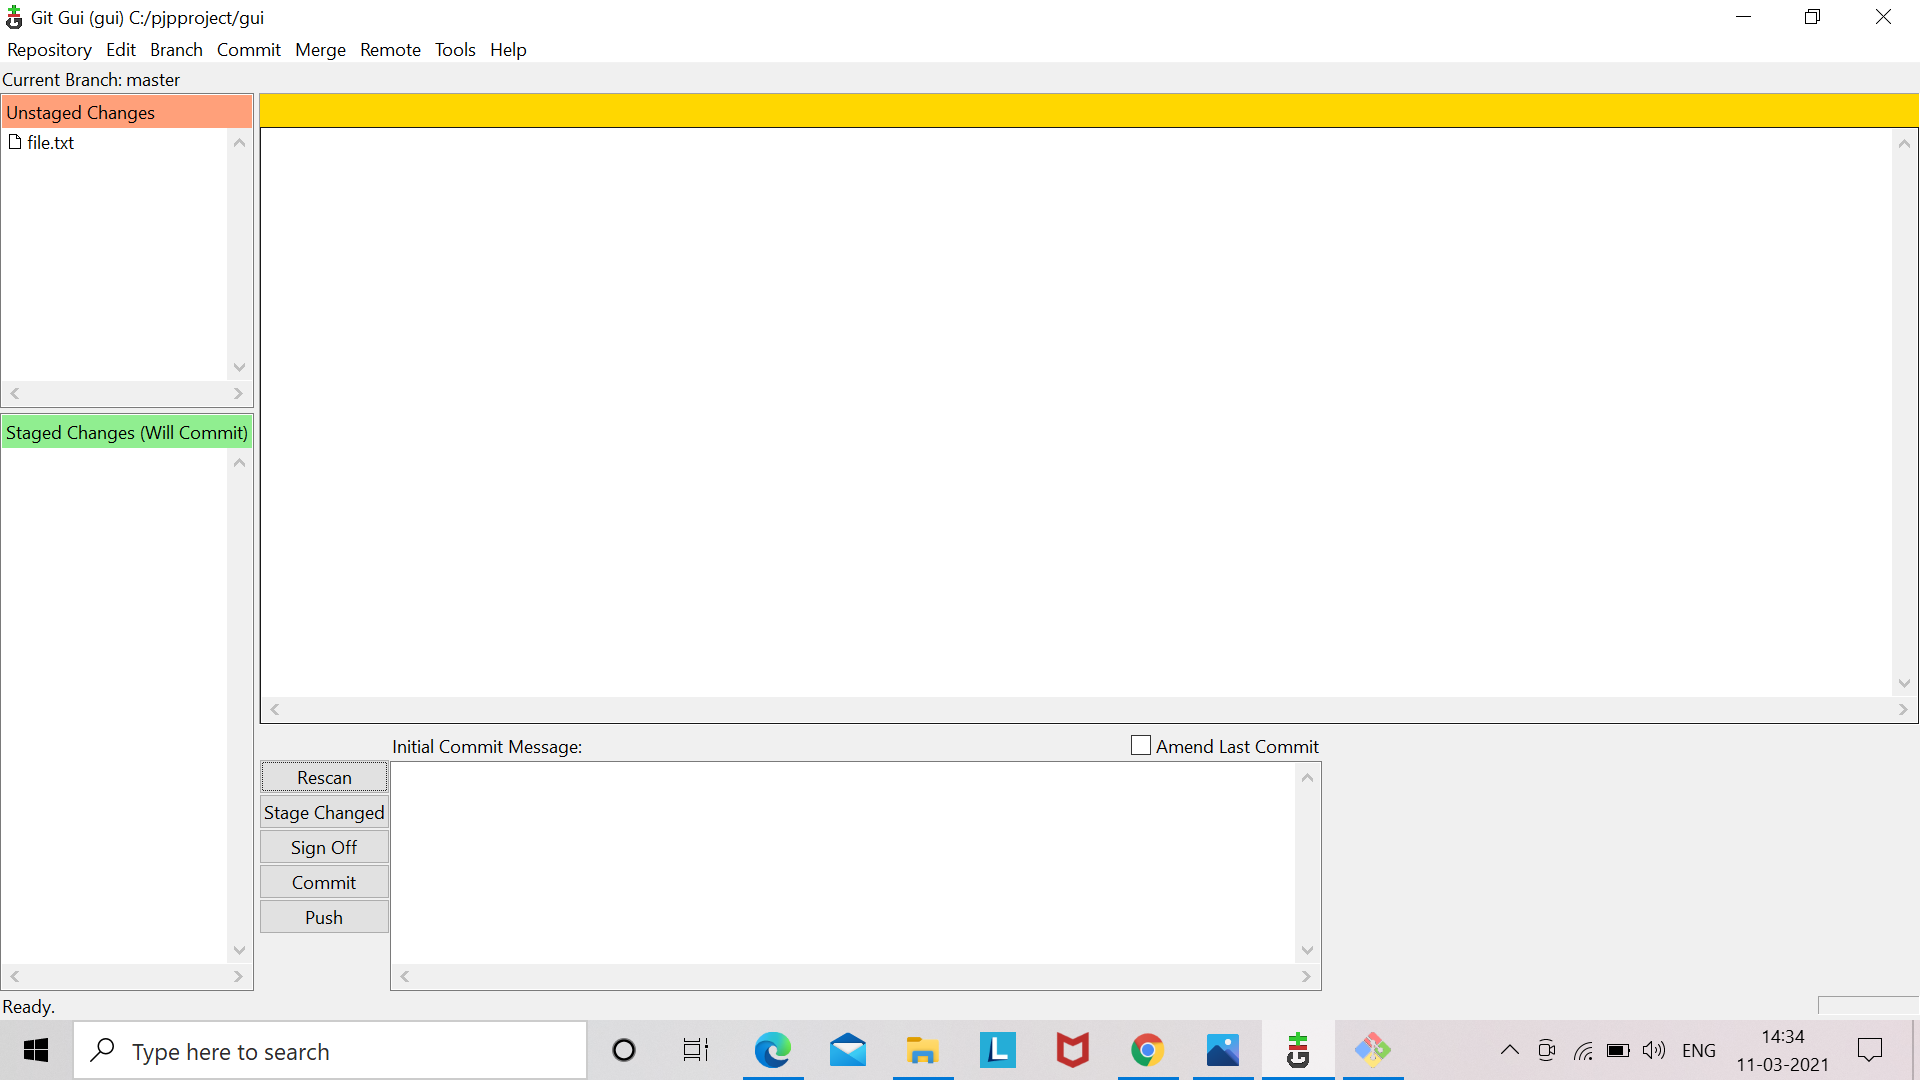 Git Gui (gui) C:/pjpproject/gui
Repository Edit Branch Commit Merge Remote Tools Help
Current Branch: master
Unstaged Changes
file.txt
Staged Changes (Will Commit)
Initial Commit Message:
Amend Last Commit
Rescan
Stage Changed
Sign Off
Commit
Push
Ready.
Type here to search
L
ENG
14:34
11-03-2021